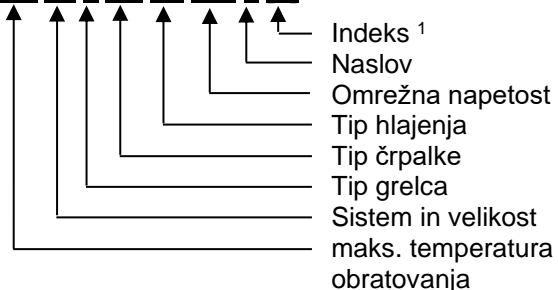 Indeks ¹
Naslov
Omrežna napetost
Tip hlajenja
Tip črpalke
Tip grelca
Sistem in velikost
maks. temperatura
obratovanja